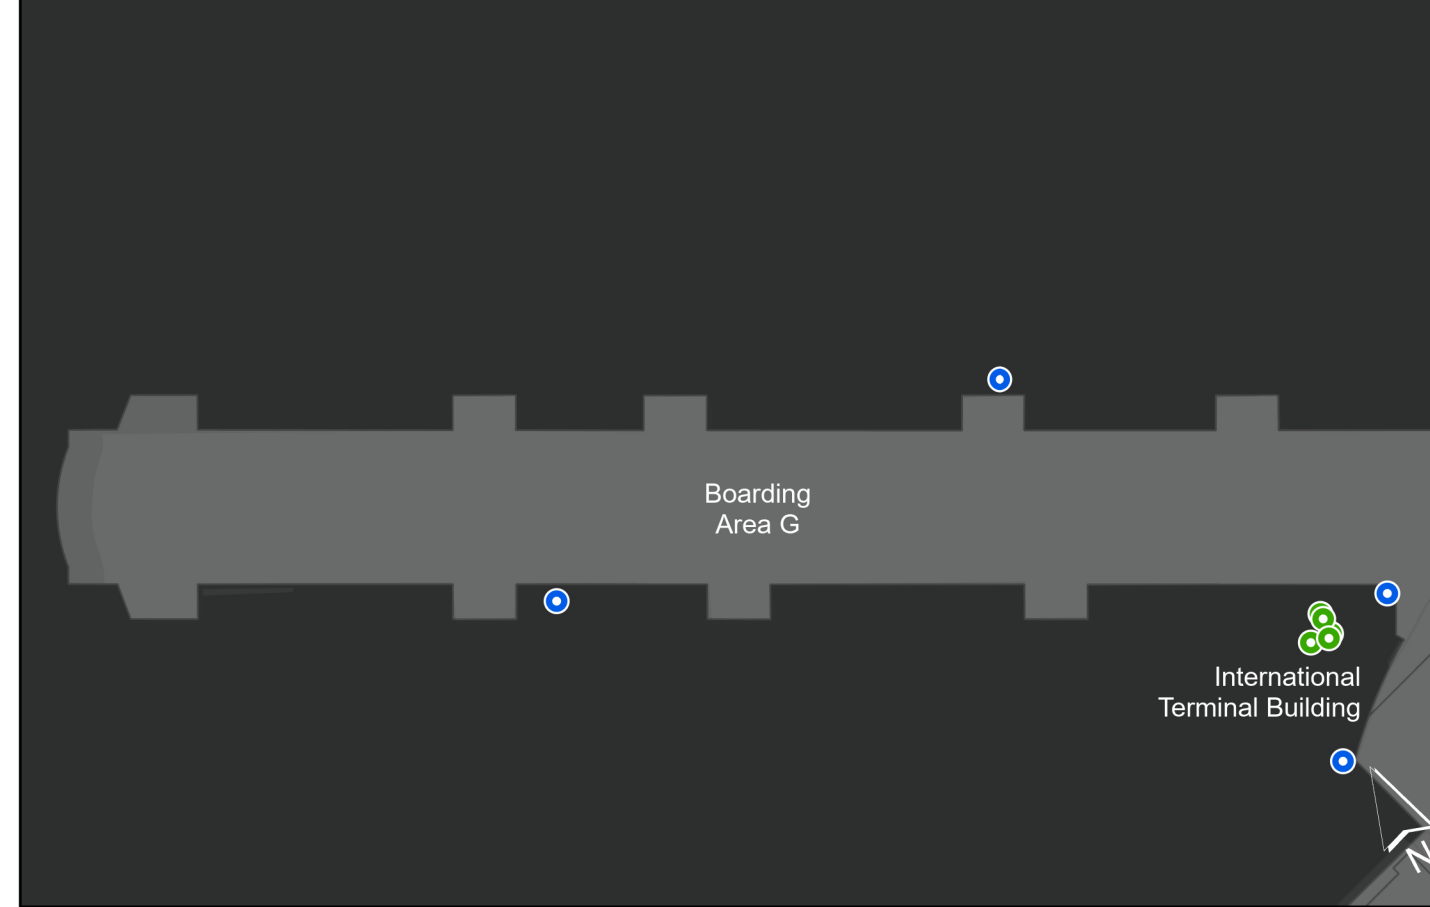 Boarding
Area G
International
Terminal Building
N